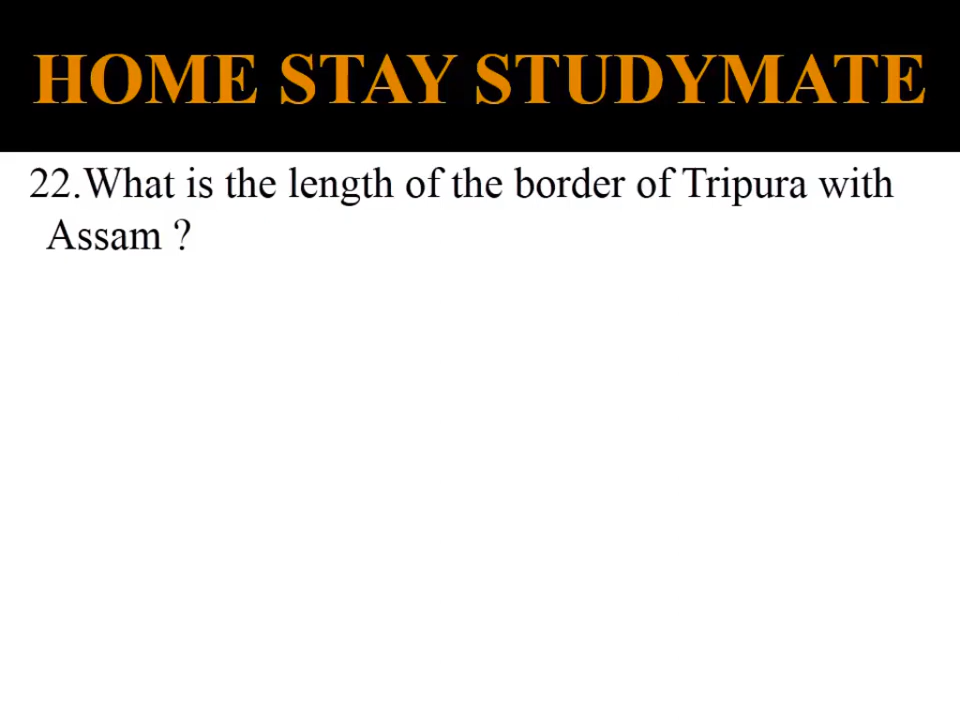 HOME STAY STUDYMATE
22.What is the length of the border of Tripura with
Assam ?